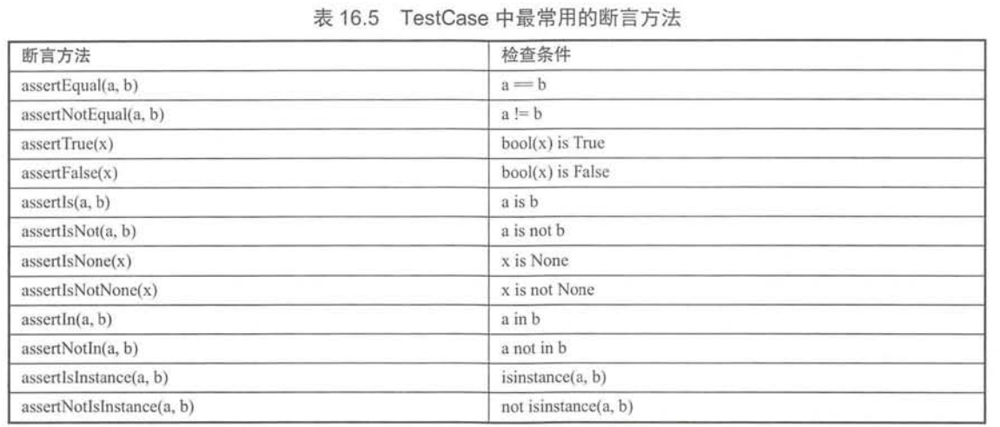 表 16.5 TestCase 中最常用的断言方法
断言方法 检查条件
assertEqual(a, b) a == b
assertNotEqual(a, b) a != b
assertTrue(x) bool(x) is True
assertFalse(x) bool(x) is False
assertIs(a, b) a is b
assertIsNot(a, b) a is not b
assertIsNone(x) x is None
assertIsNotNone(x) x is not None
assertIn(a, b) a in b
assertNotIn(a, b) a not in b
assertIsInstance(a, b) isinstance(a, b)
assertNotIsInstance(a, b) not isinstance(a, b)